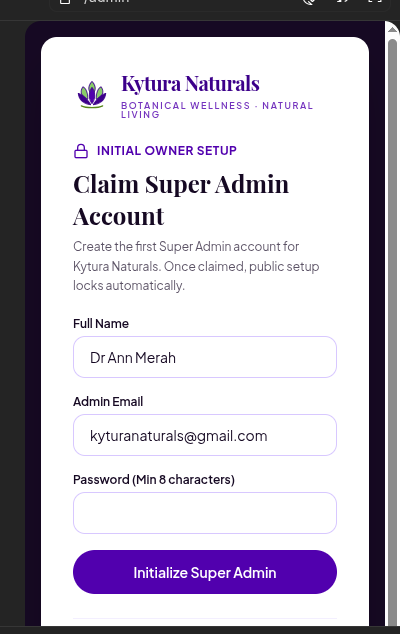 /admin
Kytura Naturals
BOTANICAL WELLNESS · NATURAL
LIVING
INITIAL OWNER SETUP
Claim Super Admin
Account
Create the first Super Admin account for
Kytura Naturals. Once claimed, public setup
locks automatically.
Full Name
Dr Ann Merah
Admin Email
kyturanaturals@gmail.com
Password (Min 8 characters)
Initialize Super Admin